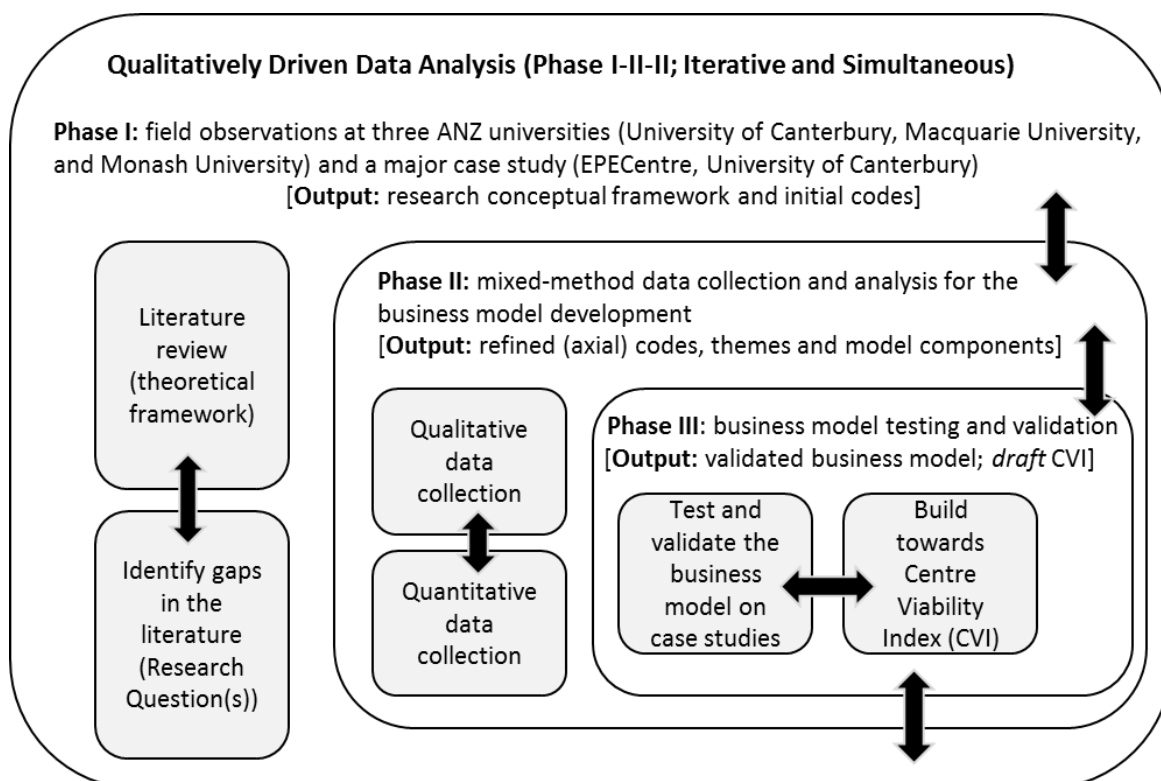 Qualitatively Driven Data Analysis (Phase I-II-II; Iterative and Simultaneous)
Phase I: field observations at three ANZ universities (University of Canterbury, Macquarie University,
and Monash University) and a major case study (EPECentre, University of Canterbury)
[Output: research conceptual framework and initial codes]
Literature
review
(theoretical
framework)
Identify gaps
in the
literature
(Research
Question(s))
Phase II: mixed-method data collection and analysis for the
business model development
[Output: refined (axial) codes, themes and model components]
Qualitative
data
collection
Quantitative
data
collection
Phase III: business model testing and validation
[Output: validated business model; draft CVI]
Test and
validate the
business
model on
case studies
Build
towards
Centre
Viability
Index (CVI)